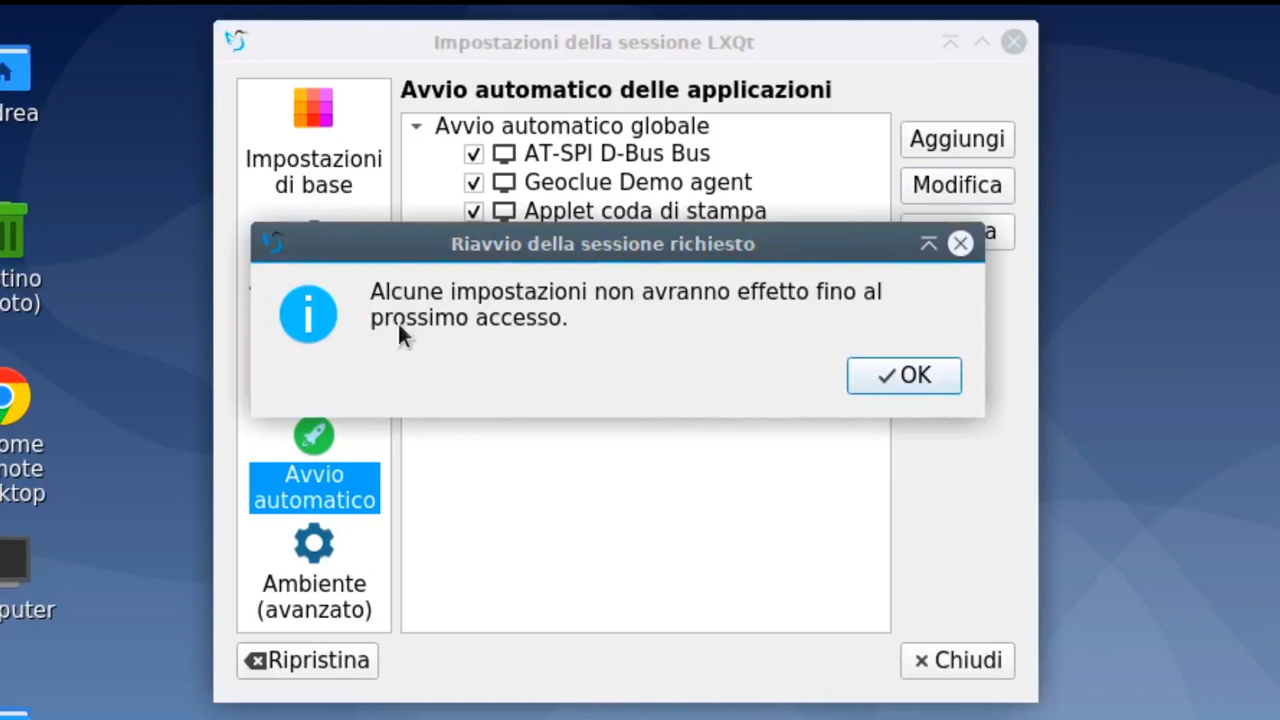 Impostazioni della sessione LXQt
drea
tino
oto)
ome
note
ktop
puter
Impostazioni
di base
Avvio
automatico
Ambiente
(avanzato)
Avvio automatico delle applicazioni
Avvio automatico globale
AT-SPI D-Bus Bus
Geoclue Demo agent
Applet coda di stampa
Aggiungi
Modifica
a
Riavvio della sessione richiesto
Alcune impostazioni non avranno effetto fino al
prossimo accesso.
OK
Ripristina
Chiudi